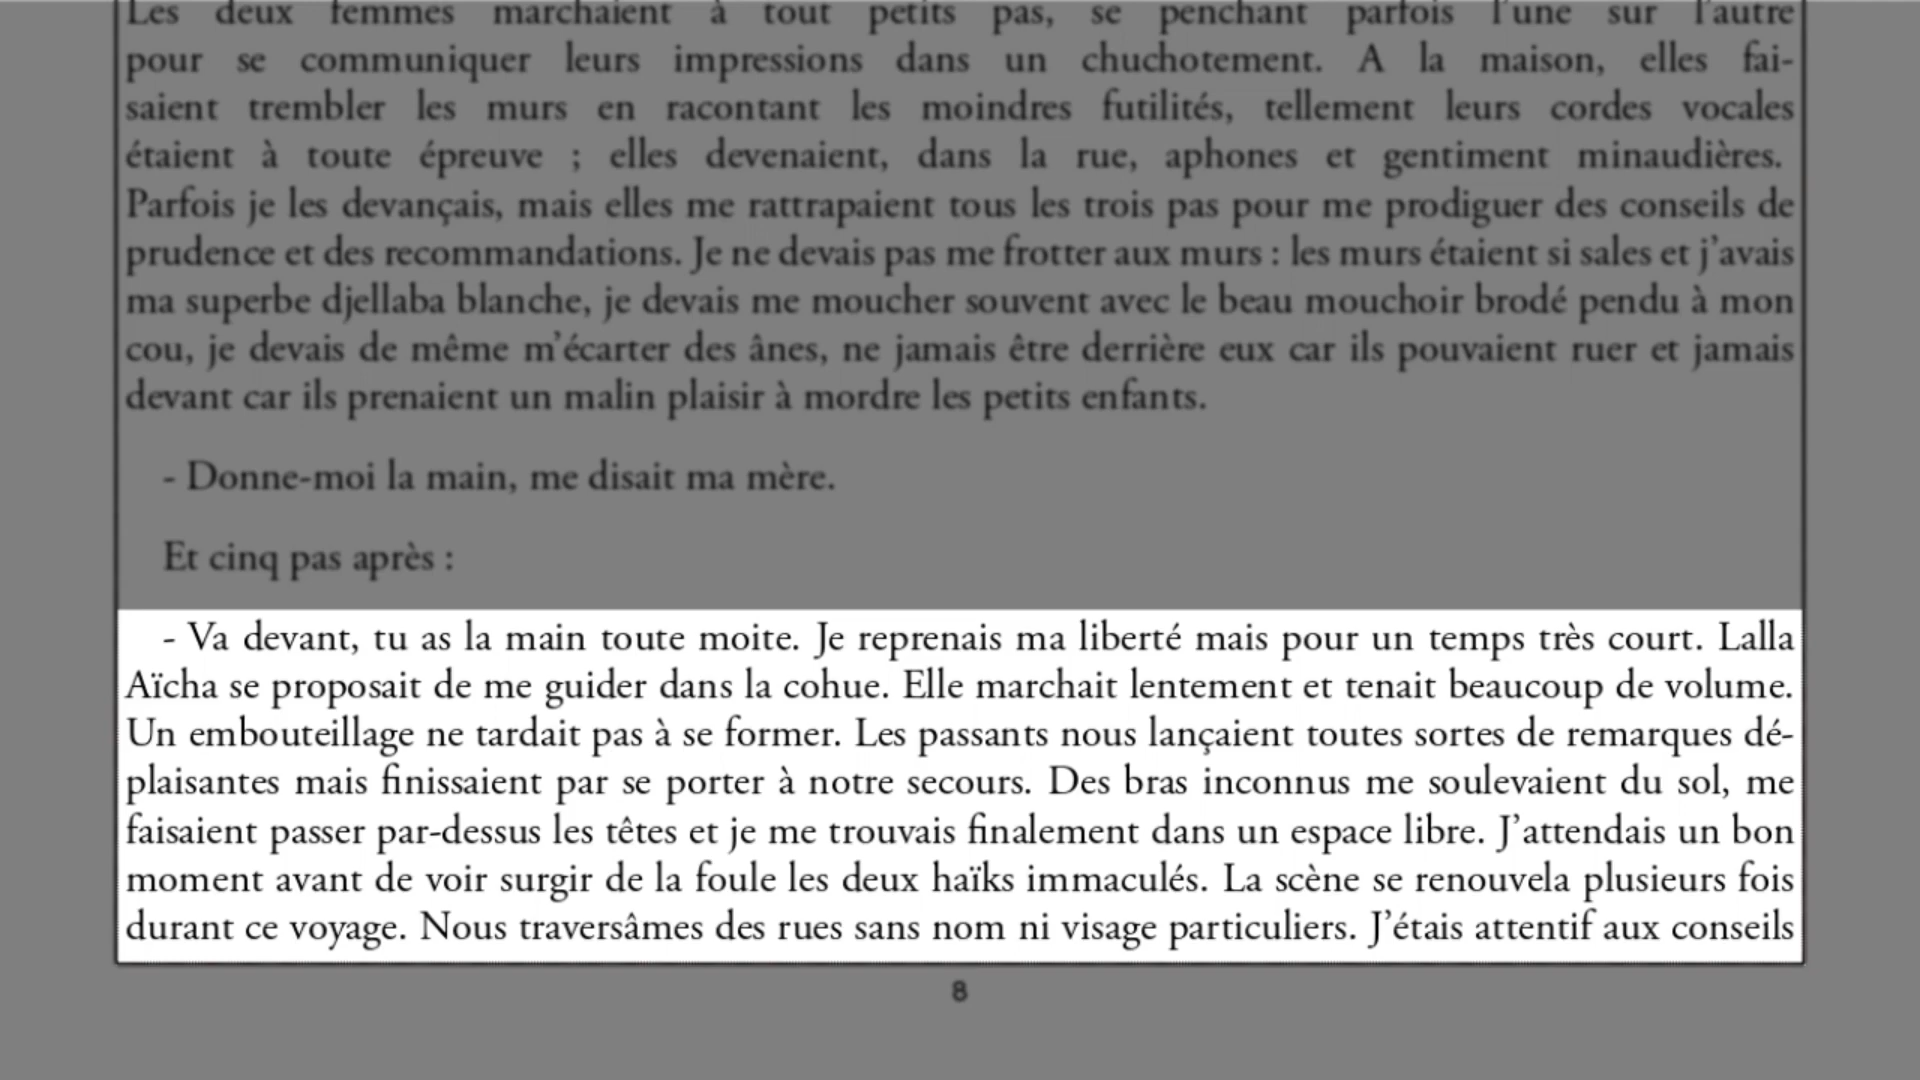 Les deux femmes marchaient à tout petits pas, se penchant parfois l'une sur l'autre
pour se communiquer leurs impressions dans un chuchotement. A la maison, elles fai-
saient trembler les murs en racontant les moindres futilités, tellement leurs cordes vocales
étaient à toute épreuve ; elles devenaient, dans la rue, aphones et gentiment minaudières.
Parfois je les devançais, mais elles me rattrapaient tous les trois pas pour me prodiguer des conseils de
prudence et des recommandations. Je ne devais pas me frotter aux murs : les murs étaient si sales et j'avais
ma superbe djellaba blanche, je devais me moucher souvent avec le beau mouchoir brodé pendu à mon
cou, je devais de même m'écarter des ânes, ne jamais être derrière eux car ils pouvaient ruer et jamais
devant car ils prenaient un malin plaisir à mordre les petits enfants.
- Donne-moi la main, me disait ma mère.
Et cinq pas après :
- Va devant, tu as la main toute moite. Je reprenais ma liberté mais pour un temps très court. Lalla
Aïcha se proposait de me guider dans la cohue. Elle marchait lentement et tenait beaucoup de volume.
Un embouteillage ne tardait pas à se former. Les passants nous lançaient toutes sortes de remarques dé-
plaisantes mais finissaient par se porter à notre secours. Des bras inconnus me soulevaient du sol, me
faisaient passer par-dessus les têtes et je me trouvais finalement dans un espace libre. J'attendais un bon
moment avant de voir surgir de la foule les deux haïks immaculés. La scène se renouvela plusieurs fois
durant ce voyage. Nous traversâmes des rues sans nom ni visage particuliers. J'étais attentif aux conseils
8